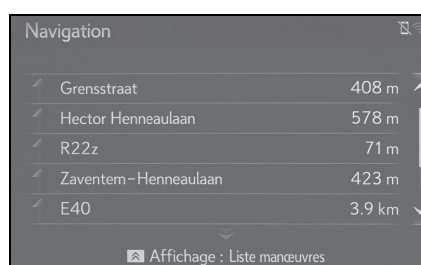 Navigation
Grensstraat 408 m
Hector Henneaulaan 578 m
R22z 71 m
Zaventem-Henneaulaan 423 m
E40 3.9 km
Affichage : Liste manœuvres